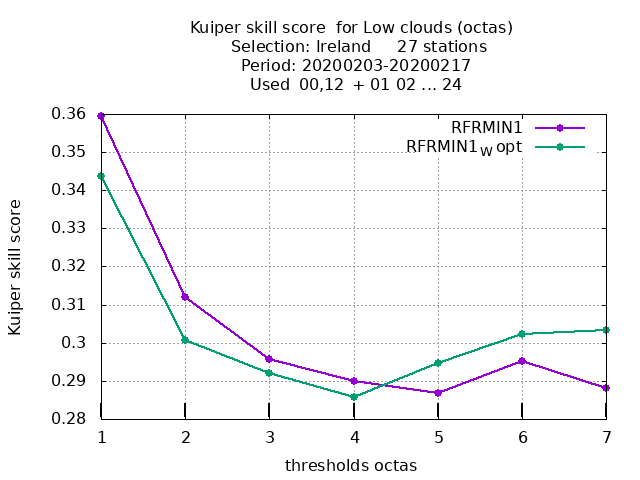 Kuiper skill score  for Low clouds (octas)
Selection: Ireland     27 stations
Period: 20200203-20200217
Used  00,12  + 01 02 ... 24
RFRMIN1
RFRMIN1W opt
0.36
0.35
0.34
0.33
0.32
0.31
0.3
0.29
0.28
Kuiper skill score
1 2 3 4 5 6 7
thresholds octas